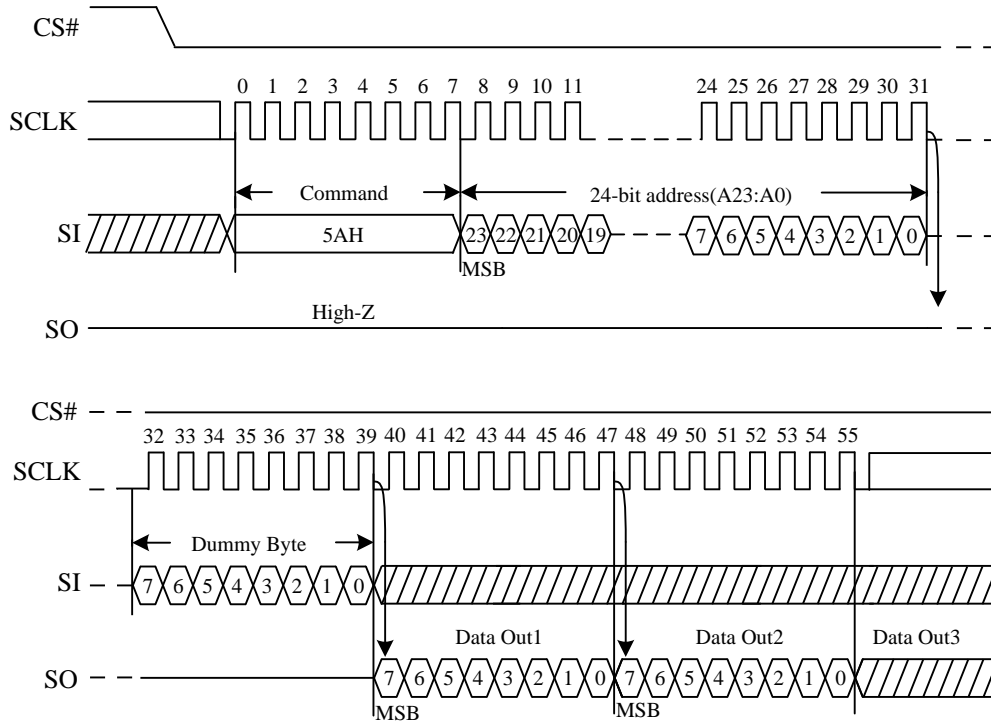 CS#
0 1 2 3 4 5 6 7 8 9 10 11 24 25 26 27 28 29 30 31
SCLK
Command 24-bit address(A23:A0)
SI 5AH 23 22 21 20 19 7 6 5 4 3 2 1 0
MSB
High-Z
SO
CS#
32 33 34 35 36 37 38 39 40 41 42 43 44 45 46 47 48 49 50 51 52 53 54 55
SCLK
Dummy Byte
SI 7 6 5 4 3 2 1 0
Data Out1 Data Out2 Data Out3
SO 7 6 5 4 3 2 1 0 7 6 5 4 3 2 1 0
MSB MSB